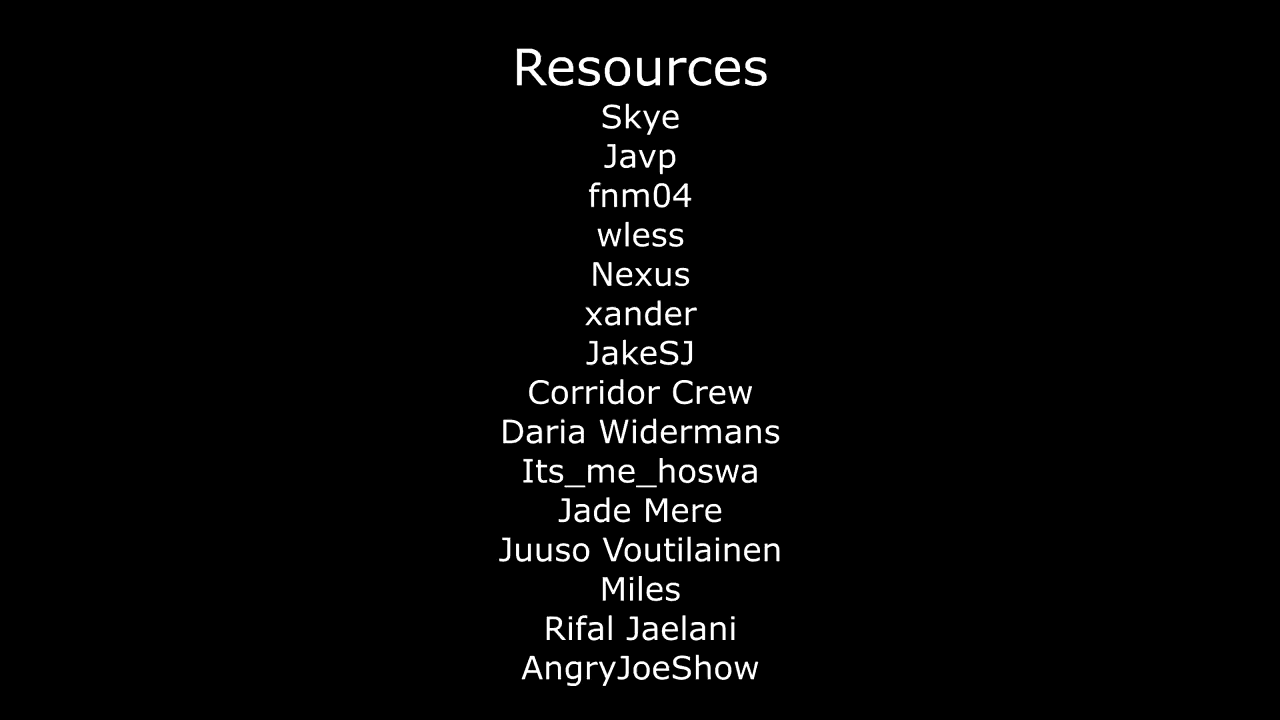 Resources
Skye
Javp
fnm04
wless
Nexus
xander
JakeSJ
Corridor Crew
Daria Widermans
Its_me_hoswa
Jade Mere
Juuso Voutilainen
Miles
Rifal Jaelani
AngryJoeShow